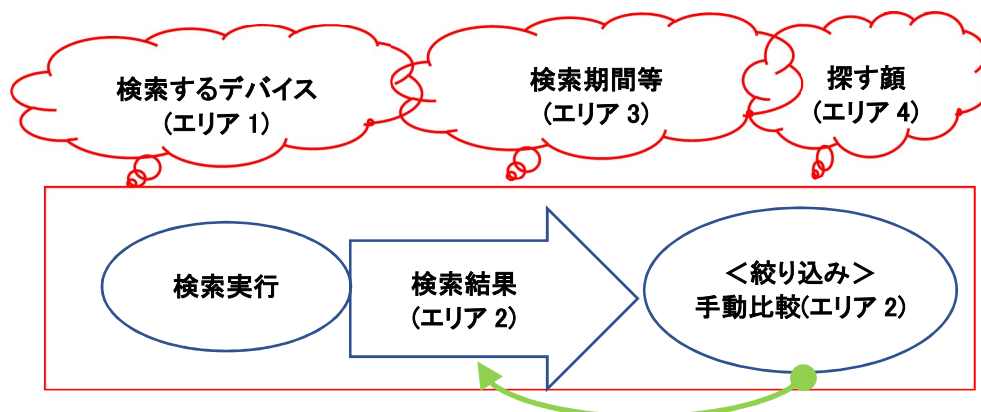 検索するデバイス
(エリア 1)
検索期間等
(エリア 3)
探す顔
(エリア 4)
検索実行
検索結果
(エリア 2)
＜絞り込み＞
手動比較(エリア 2)